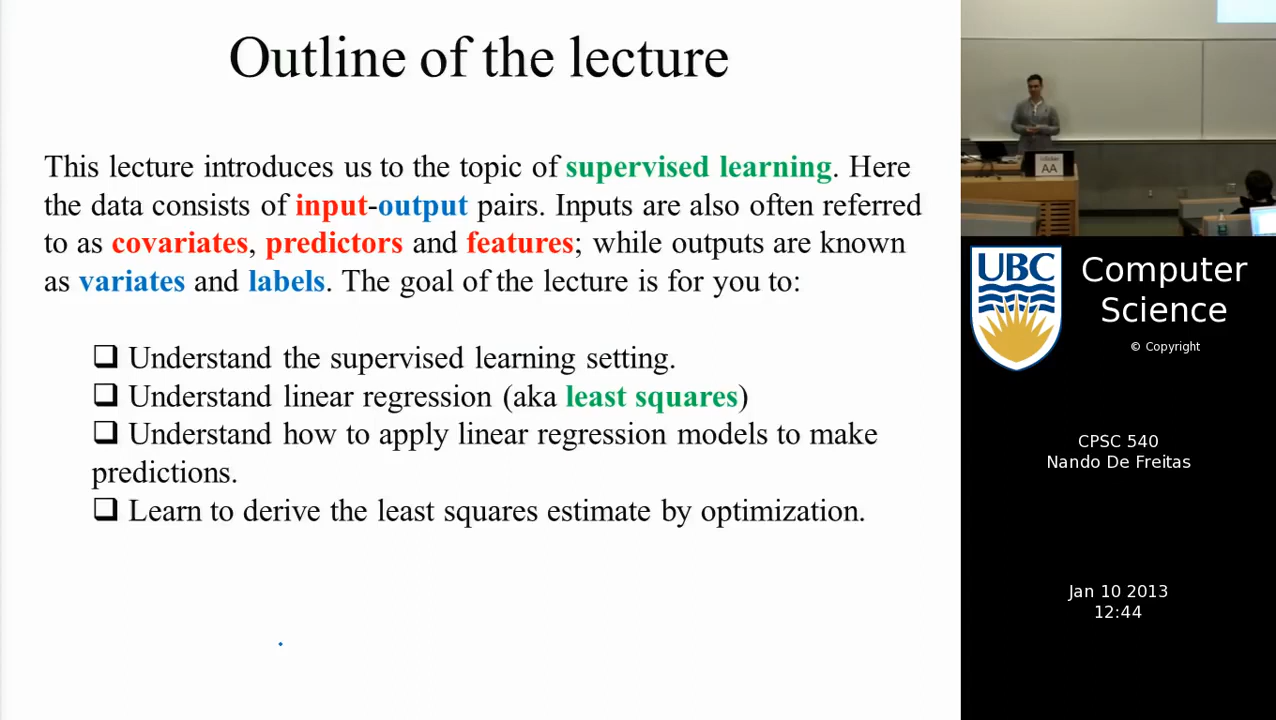 Outline of the lecture
This lecture introduces us to the topic of supervised learning. Here
the data consists of input-output pairs. Inputs are also often referred
to as covariates, predictors and features; while outputs are known
as variates and labels. The goal of the lecture is for you to:
❑ Understand the supervised learning setting.
❑ Understand linear regression (aka least squares)
❑ Understand how to apply linear regression models to make
predictions.
❑ Learn to derive the least squares estimate by optimization.
AA
UBC
Computer
Science
© Copyright
CPSC 540
Nando De Freitas
Jan 10 2013
12:44